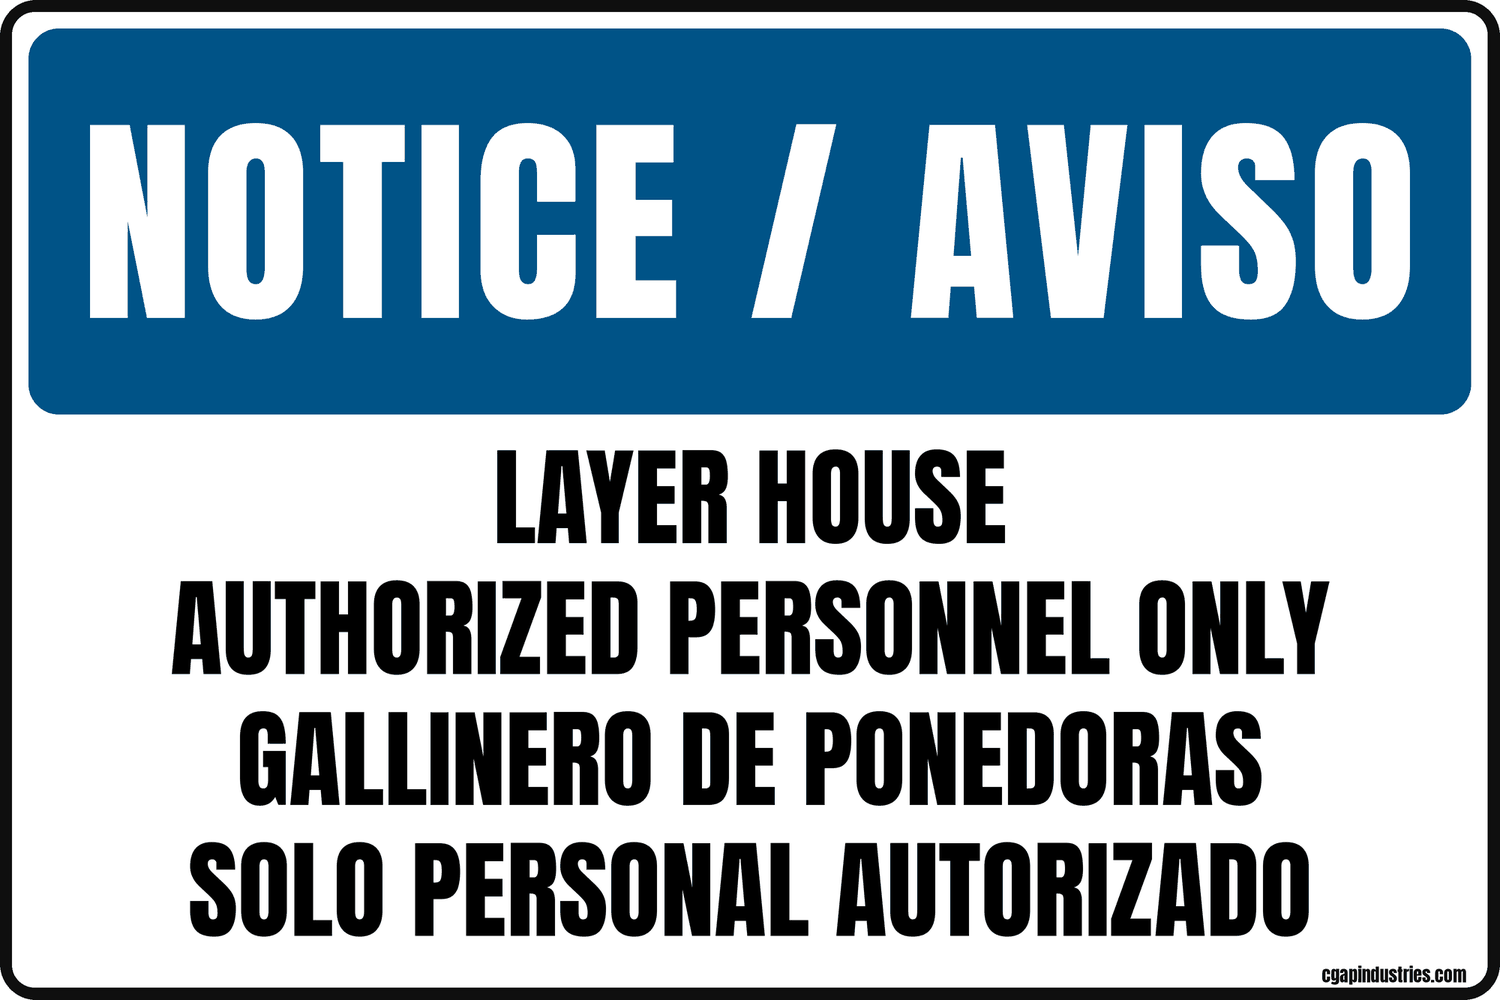 NOTICE / AVISO
LAYER HOUSE
AUTHORIZED PERSONNEL ONLY
GALLINERO DE PONEDORAS
SOLO PERSONAL AUTORIZADO
cgapindustries.com